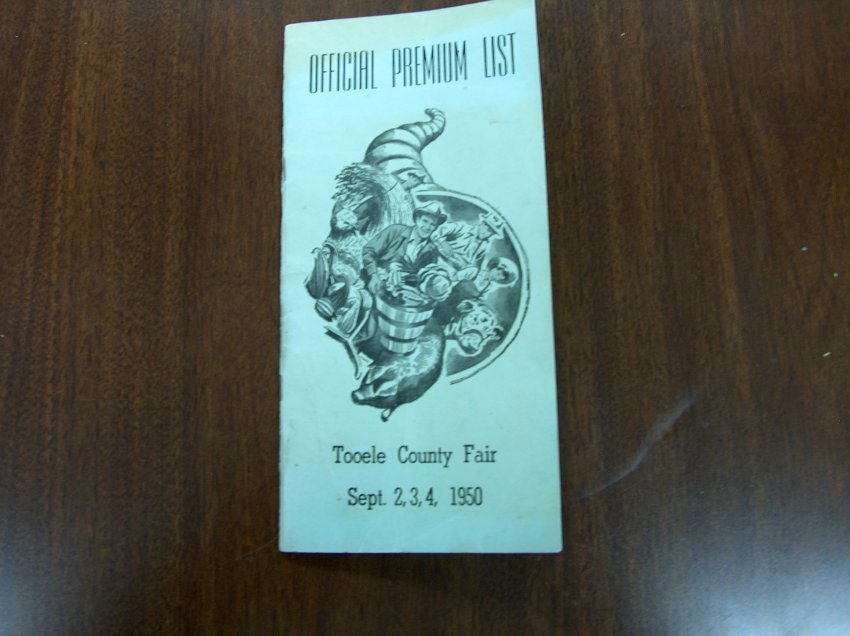 OFFICIAL PREMIUM LIST
Tooele County Fair
Sept. 2, 3, 4, 1950